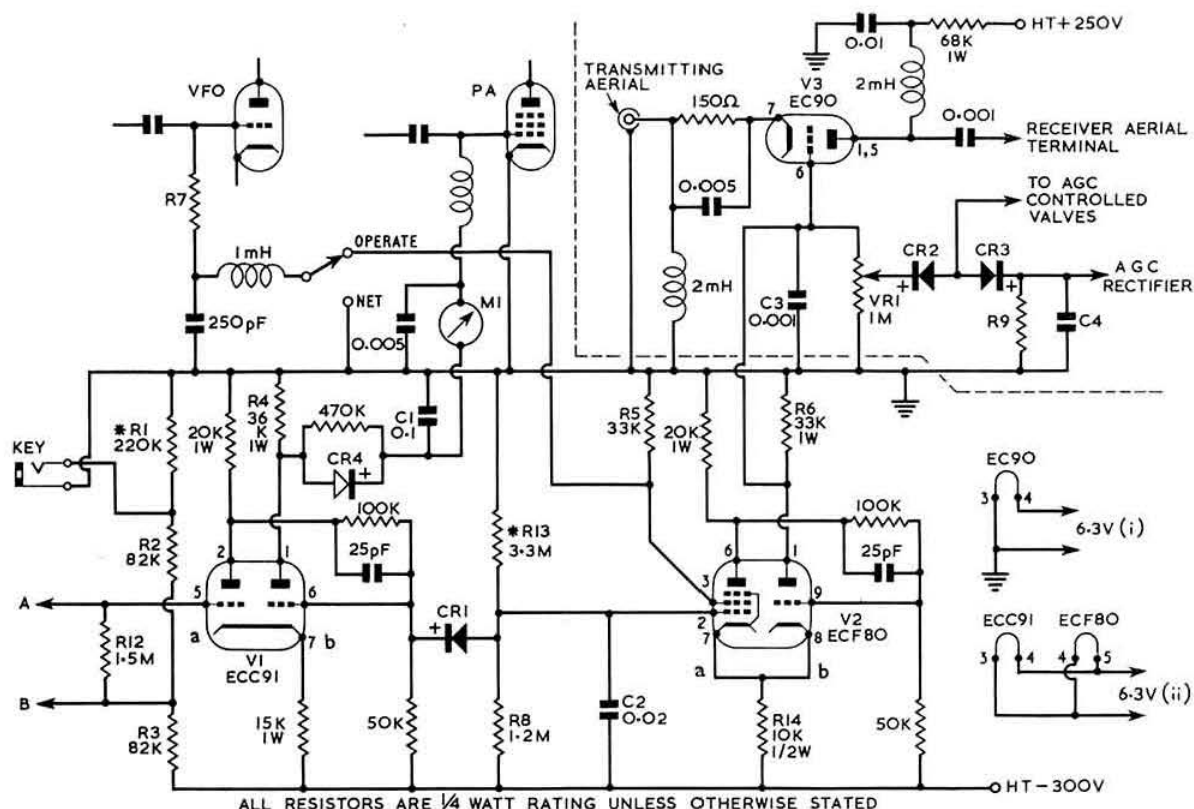 HT+250V
0.01
68K
1W
TRANSMITTING
AERIAL
2mH
V3
EC90
150Ω
7
0.001
1,5
6
RECEIVER AERIAL
TERMINAL
VFO
PA
0.005
TO AGC
CONTROLLED
VALVES
R7
1mH
OPERATE
CR2
CR3
+
+
AGC
RECTIFIER
2mH
C3
0.001
VR1
1M
R9
C4
NET
M1
250pF
0.005
KEY
*R1
220K
20K
1W
R4
36
K
1W
470K
CR4
+
C1
0.1
R5
33K
20K
1W
R6
33K
1W
EC90
3
4
6.3V(i)
R2
82K
100K
25pF
*R13
3.3M
100K
25pF
2
1
6
1
A
5
6
3
2
9
a
b
7
V1
ECC91
CR1
+
7
8
a
b
V2
ECF80
ECC91
ECF80
3
4
4
5
6.3V(ii)
R12
1.5M
B
R3
82K
15K
1W
50K
R8
1.2M
C2
0.02
R14
10K
1/2W
50K
HT-300V
ALL RESISTORS ARE 1/4 WATT RATING UNLESS OTHERWISE STATED